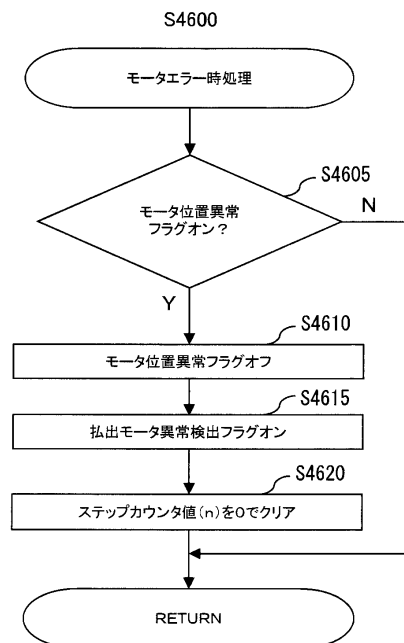 S4600
モータエラー時処理
S4605
モータ位置異常
フラグオン？
N
Y
S4610
モータ位置異常フラグオフ
S4615
払出モータ異常検出フラグオン
S4620
ステップカウンタ値(n)を0でクリア
RETURN